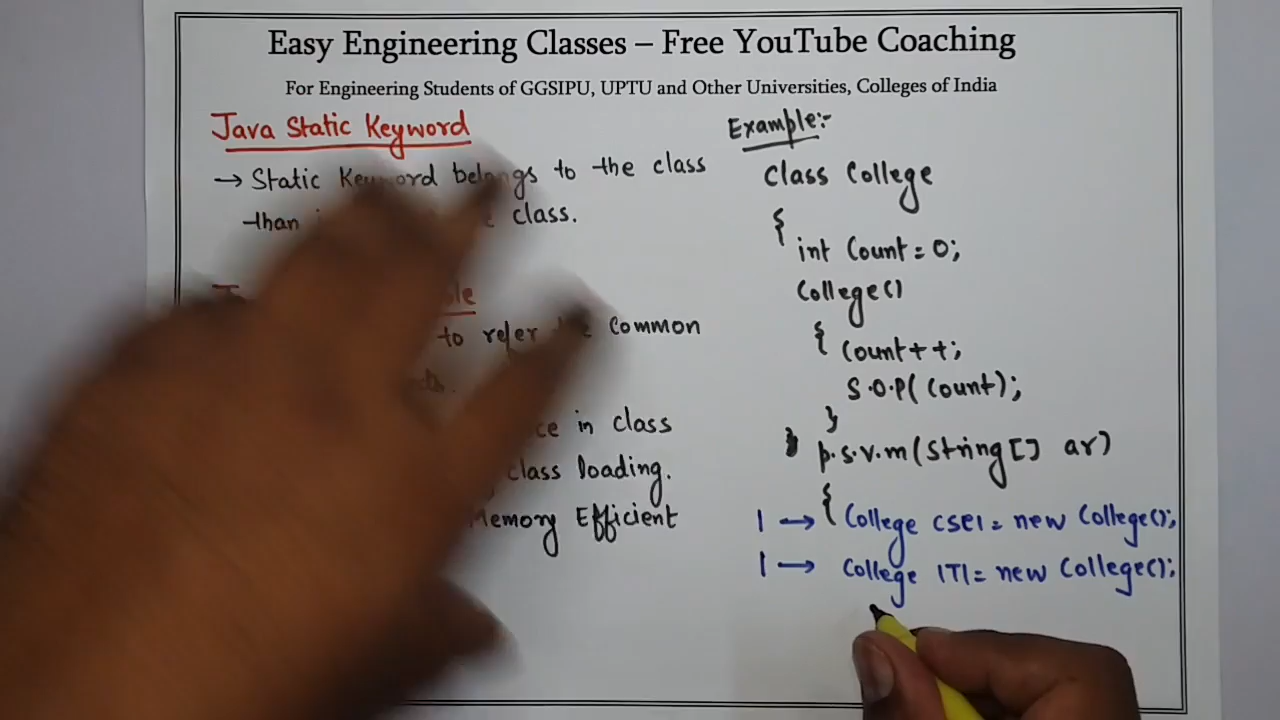 Easy Engineering Classes – Free YouTube Coaching
For Engineering Students of GGSIPU, UPTU and Other Universities, Colleges of India
Java Static Keyword
→ Static Keyword belongs to the class
than class.
to refer the common
in class
class loading.
Memory Efficient
Example:-
class College
{
int Count = 0;
College()
{ Count++;
S.O.P( Count);
}
} p.s.v.m(String[] ar)
{
1 → College CSE1 = new College();
1 → College IT1 = new College();